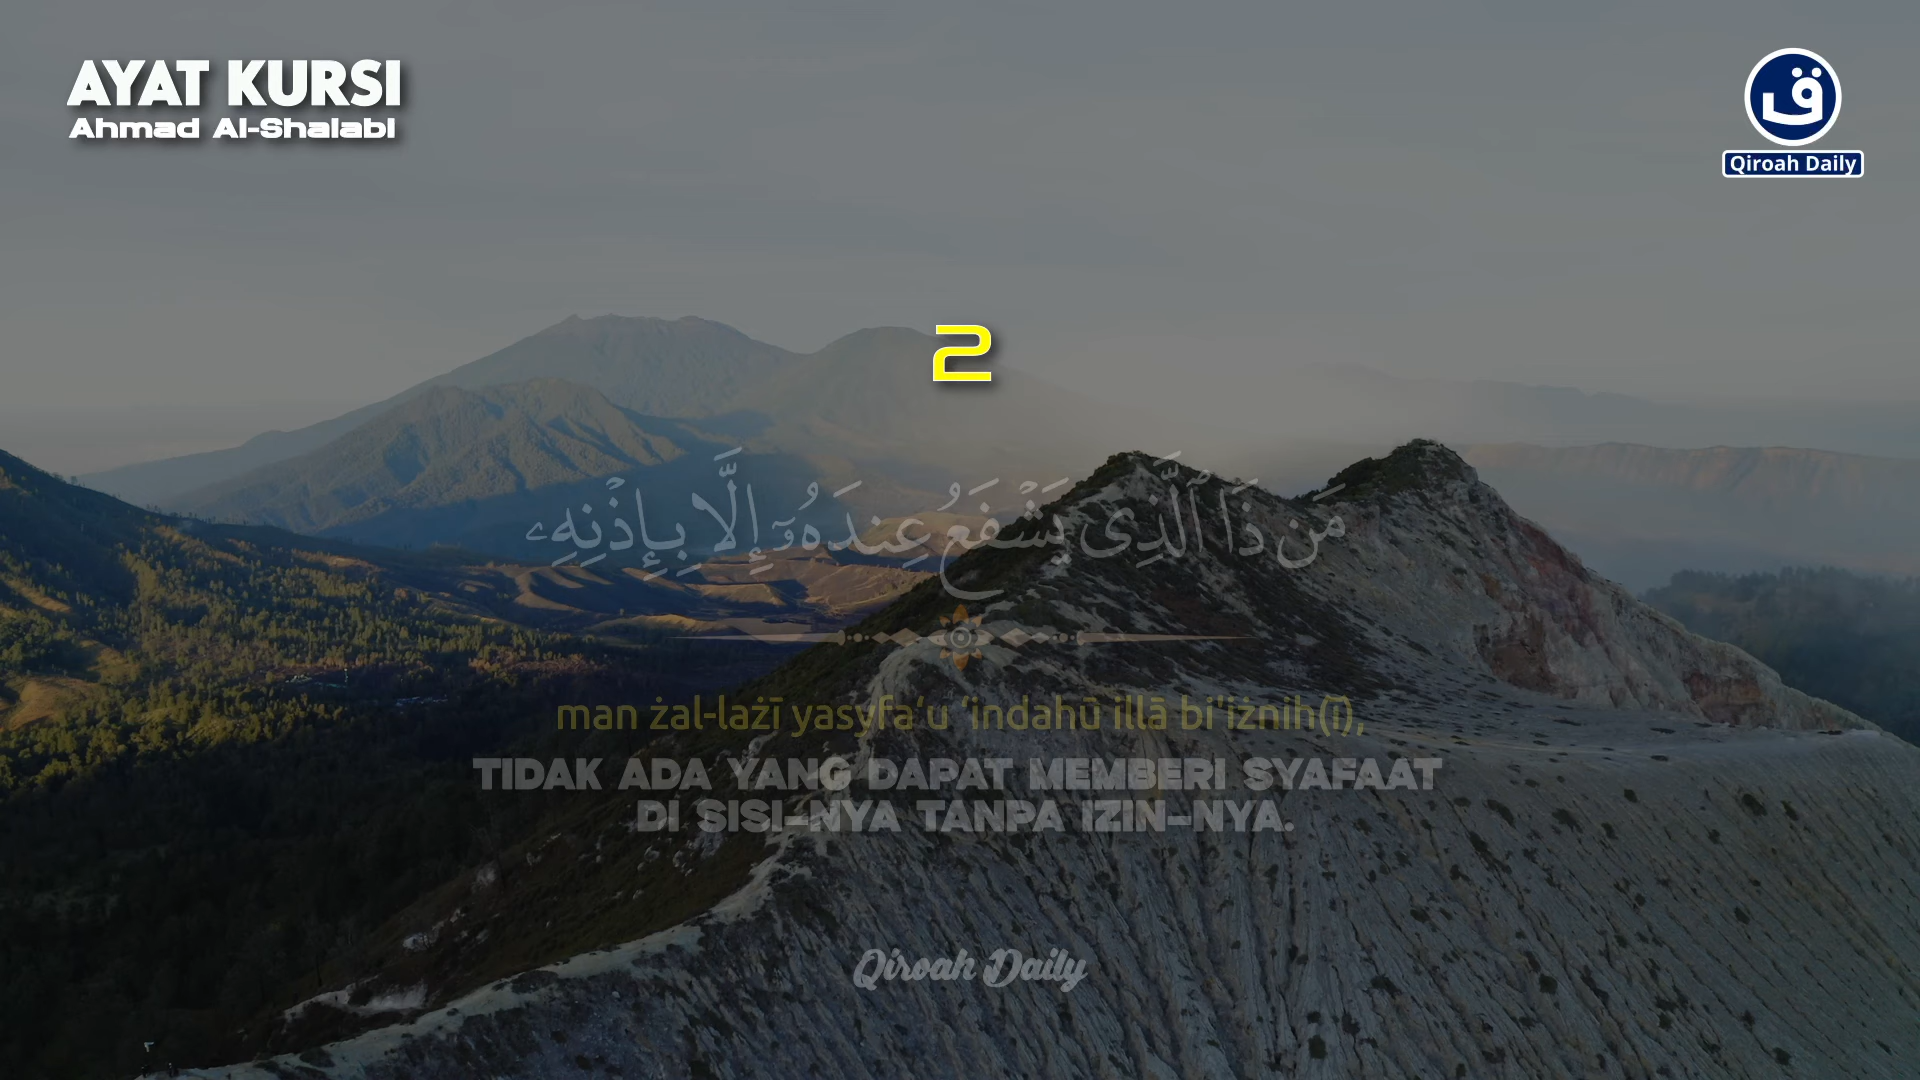 AYAT KURSI
Ahmad Al-Shalabi
ق
Qiroah Daily
2
مَن ذَا ٱلَّذِى يَشْفَعُ عِندَهُۥٓ إِلَّا بِإِذْنِهِۦ
man żal-lażī yasyfa‘u ‘indahū illā bi'iżnih(ī),
TIDAK ADA YANG DAPAT MEMBERI SYAFAAT
DI SISI-NYA TANPA IZIN-NYA.
Qiroah Daily